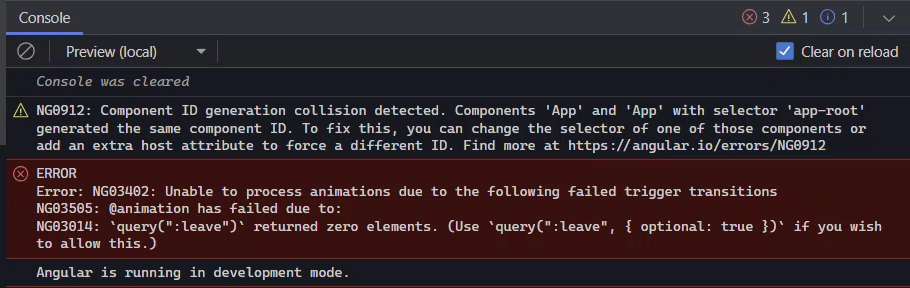 Console
3 1 1
Preview (local)
Clear on reload
Console was cleared
NG0912: Component ID generation collision detected. Components 'App' and 'App' with selector 'app-root'
generated the same component ID. To fix this, you can change the selector of one of those components or
add an extra host attribute to force a different ID. Find more at https://angular.io/errors/NG0912
ERROR
Error: NG03402: Unable to process animations due to the following failed trigger transitions
NG03505: @animation has failed due to:
NG03014: `query(":leave")` returned zero elements. (Use `query(":leave", { optional: true })` if you wish
to allow this.)
Angular is running in development mode.